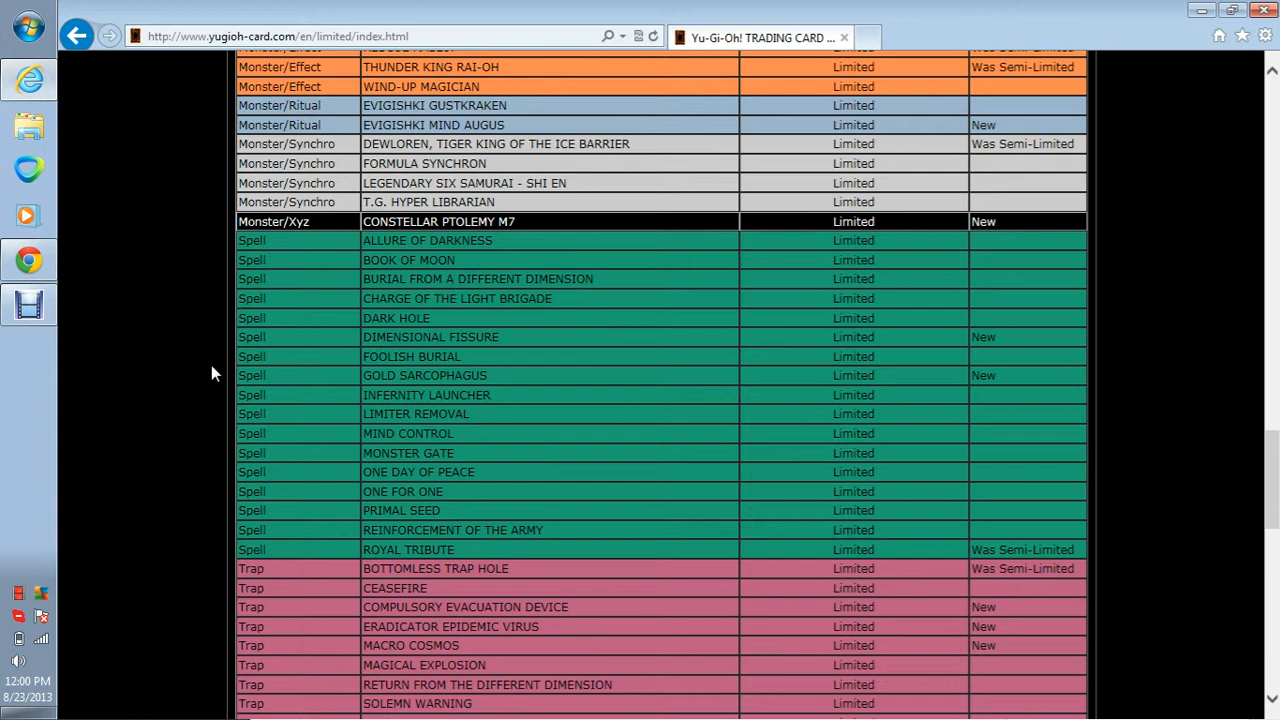 http://www.yugioh-card.com/en/limited/index.html
Yu-Gi-Oh! TRADING CARD ...
Monster/Effect THUNDER KING RAI-OH Limited Was Semi-Limited
Monster/Effect WIND-UP MAGICIAN Limited
Monster/Ritual EVIGISHKI GUSTKRAKEN Limited
Monster/Ritual EVIGISHKI MIND AUGUS Limited New
Monster/Synchro DEWLOREN, TIGER KING OF THE ICE BARRIER Limited Was Semi-Limited
Monster/Synchro FORMULA SYNCHRON Limited
Monster/Synchro LEGENDARY SIX SAMURAI - SHI EN Limited
Monster/Synchro T.G. HYPER LIBRARIAN Limited
Monster/Xyz CONSTELLAR PTOLEMY M7 Limited New
Spell ALLURE OF DARKNESS Limited
Spell BOOK OF MOON Limited
Spell BURIAL FROM A DIFFERENT DIMENSION Limited
Spell CHARGE OF THE LIGHT BRIGADE Limited
Spell DARK HOLE Limited
Spell DIMENSIONAL FISSURE Limited New
Spell FOOLISH BURIAL Limited
Spell GOLD SARCOPHAGUS Limited New
Spell INFERNITY LAUNCHER Limited
Spell LIMITER REMOVAL Limited
Spell MIND CONTROL Limited
Spell MONSTER GATE Limited
Spell ONE DAY OF PEACE Limited
Spell ONE FOR ONE Limited
Spell PRIMAL SEED Limited
Spell REINFORCEMENT OF THE ARMY Limited
Spell ROYAL TRIBUTE Limited Was Semi-Limited
Trap BOTTOMLESS TRAP HOLE Limited Was Semi-Limited
Trap CEASEFIRE Limited
Trap COMPULSORY EVACUATION DEVICE Limited New
Trap ERADICATOR EPIDEMIC VIRUS Limited New
Trap MACRO COSMOS Limited New
Trap MAGICAL EXPLOSION Limited
Trap RETURN FROM THE DIFFERENT DIMENSION Limited
Trap SOLEMN WARNING Limited
12:00 PM
8/23/2013